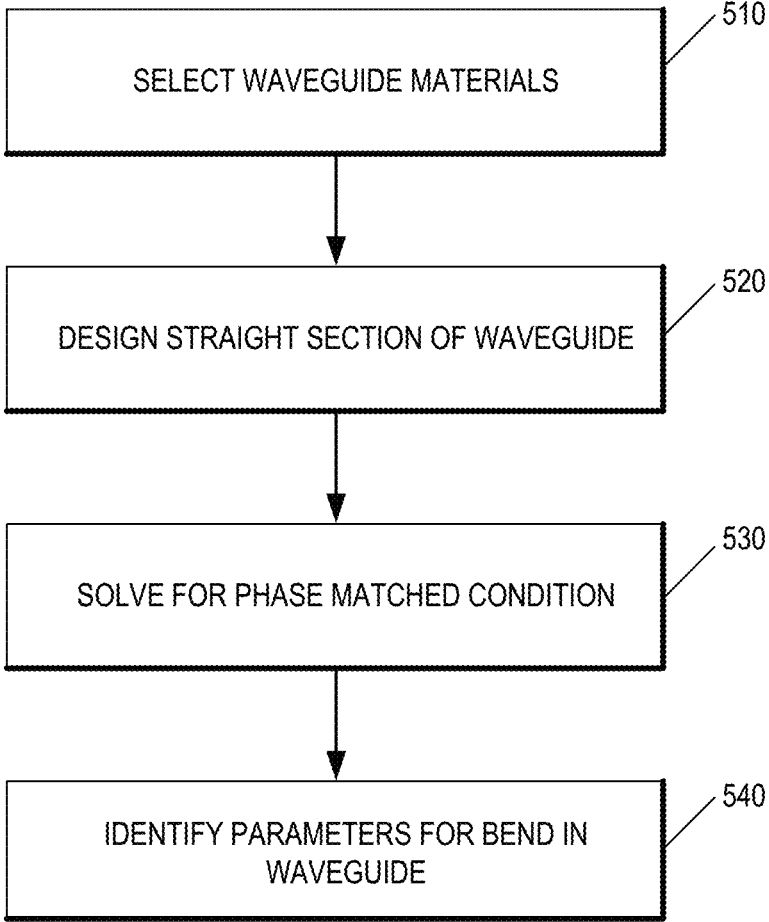 510
SELECT WAVEGUIDE MATERIALS
520
DESIGN STRAIGHT SECTION OF WAVEGUIDE
530
SOLVE FOR PHASE MATCHED CONDITION
540
IDENTIFY PARAMETERS FOR BEND IN
WAVEGUIDE